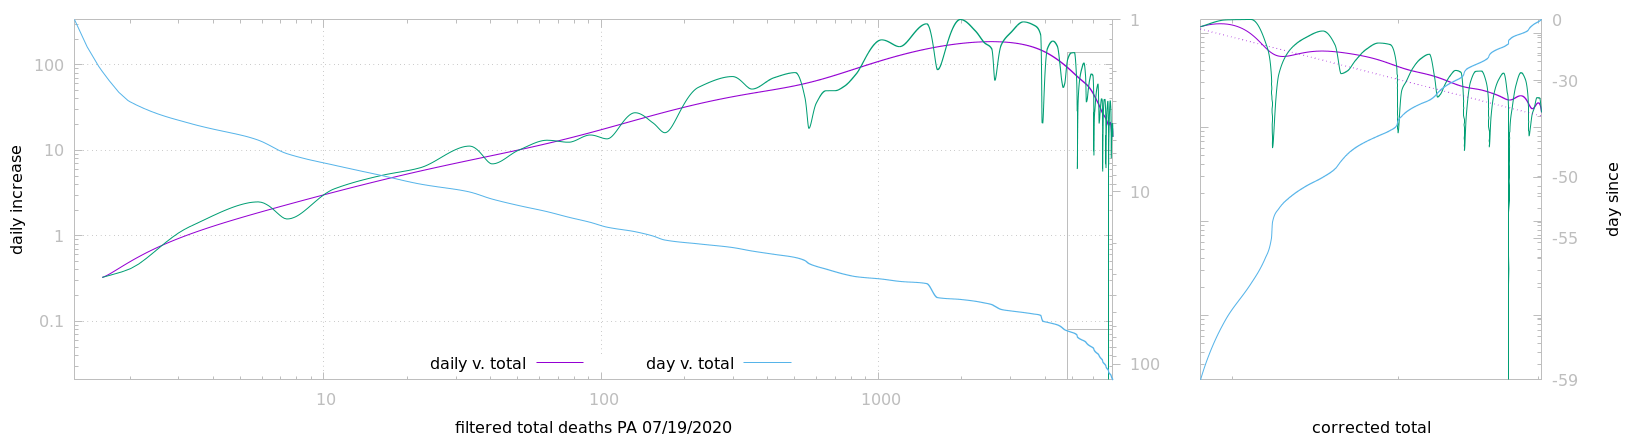 daily increase
100
10
1
0.1
daily v. total
day v. total
10
100
1000
filtered total deaths PA 07/19/2020
1
10
100
0
-30
-50
-55
-59
day since
corrected total